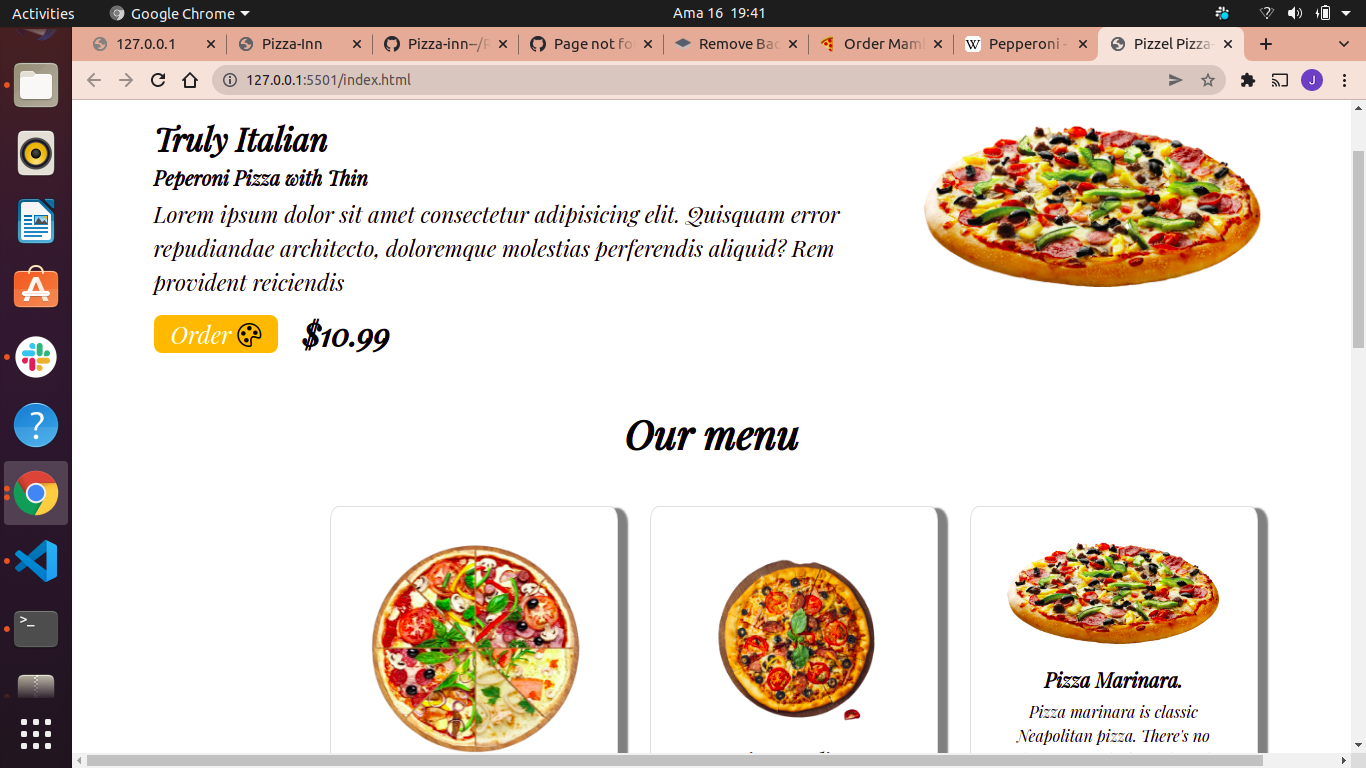 Activities
Google Chrome
Ama 16 19:41
127.0.0.1
Pizza-Inn
Pizza-inn--/
Page not fo
Remove Bac
Order Mam
Pepperoni -
Pizzel Pizza-
127.0.0.1:5501/index.html
J
Truly Italian
Peperoni Pizza with Thin
Lorem ipsum dolor sit amet consectetur adipisicing elit. Quisquam error
repudiandae architecto, doloremque molestias perferendis aliquid? Rem
provident reiciendis
Order
$10.99
Our menu
Pizza Marinara.
Pizza marinara is classic
Neapolitan pizza. There's no